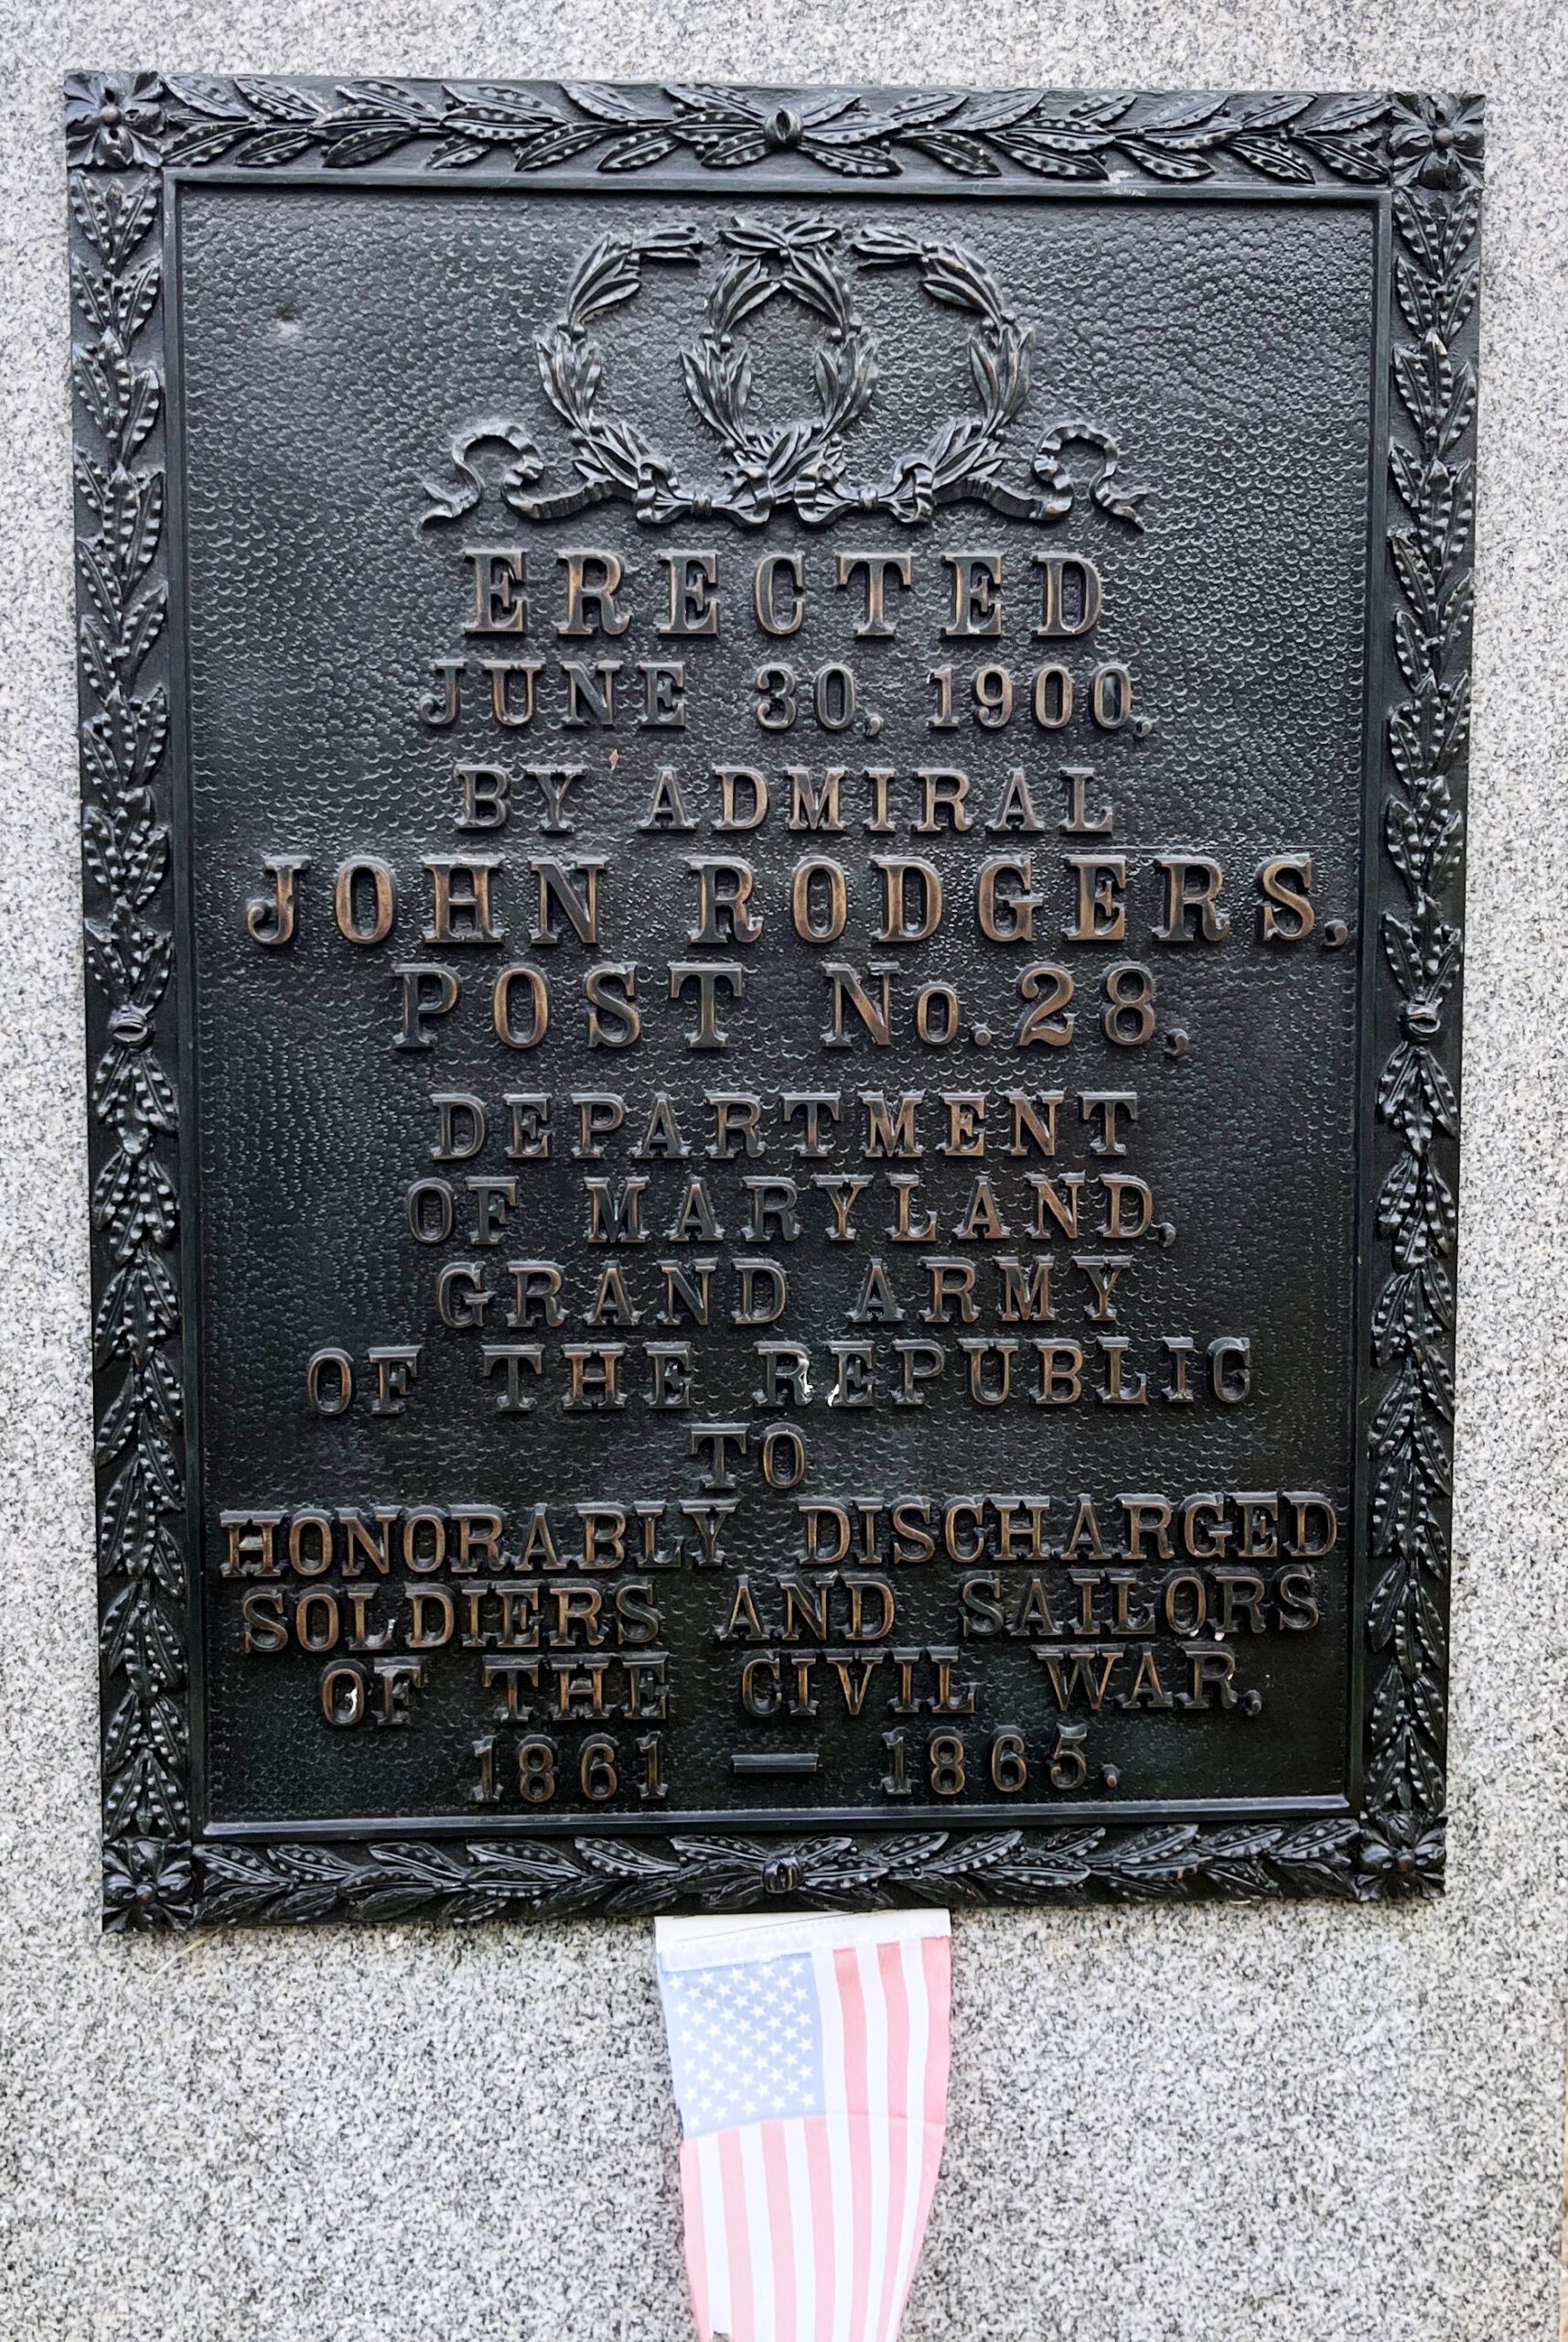 ERECTED
JUNE 30, 1900,
BY ADMIRAL
JOHN RODGERS,
POST No. 28,
DEPARTMENT
OF MARYLAND,
GRAND ARMY
OF THE REPUBLIC
TO
HONORABLY DISCHARGED
SOLDIERS AND SAILORS
OF THE CIVIL WAR,
1861 — 1865.